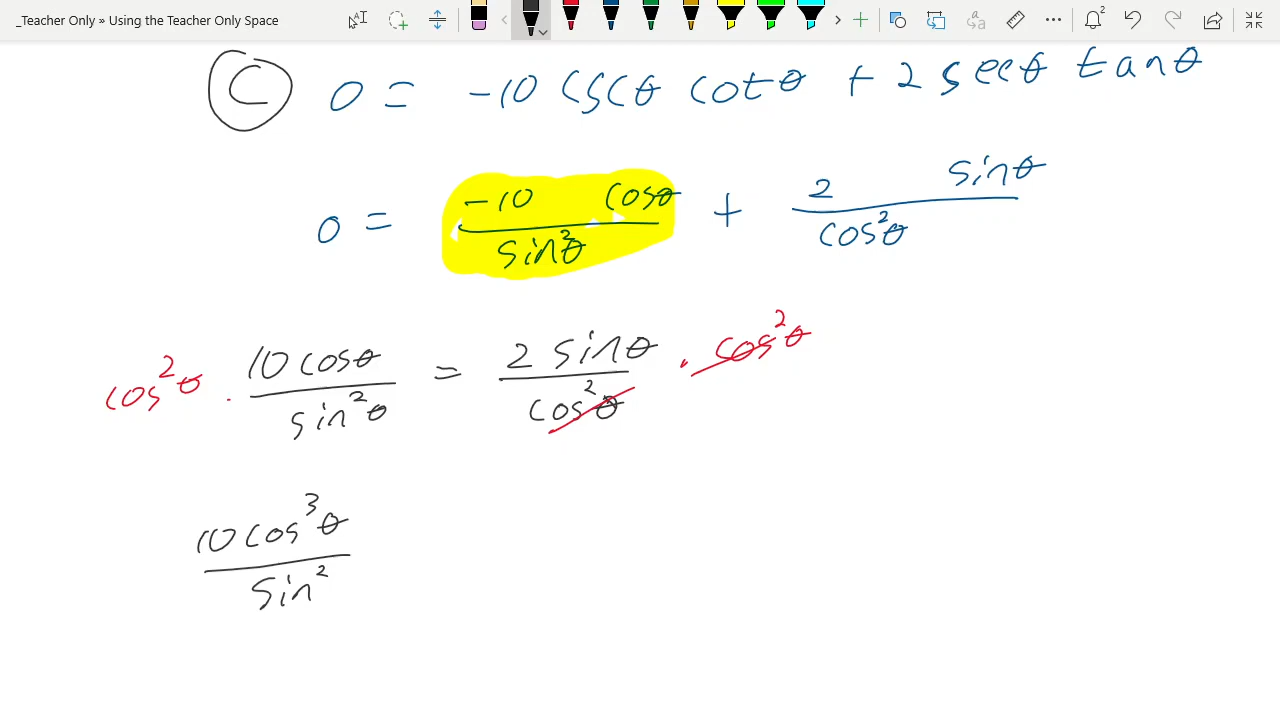 _Teacher Only » Using the Teacher Only Space
C 0 = -10 cscθ cotθ + 2 secθ tanθ
0 = -10 cosθ / sin²θ + 2 sinθ / cos²θ
cos²θ · 10 cosθ / sin²θ = 2 sinθ / cos²θ · cos²θ
10 cos³θ / sin²